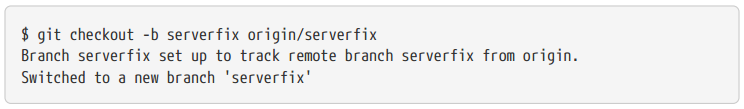 $ git checkout -b serverfix origin/serverfix
Branch serverfix set up to track remote branch serverfix from origin.
Switched to a new branch 'serverfix'